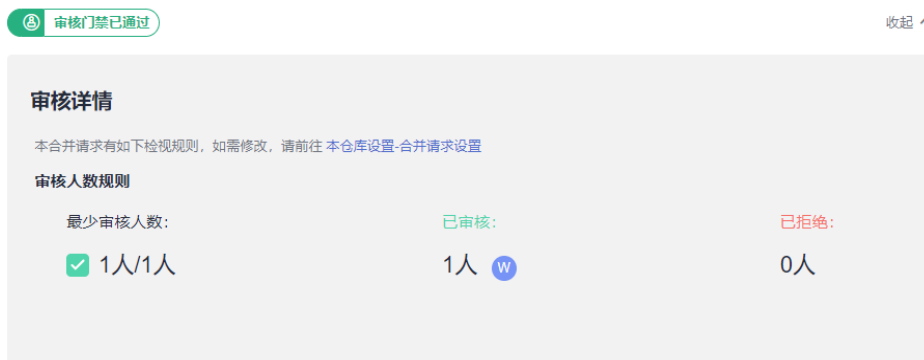 审核门禁已通过
收起
审核详情
本合并请求有如下检视规则，如需修改，请前往 本仓库设置-合并请求设置
审核人数规则
最少审核人数： 已审核： 已拒绝：
1人/1人 1人 W 0人